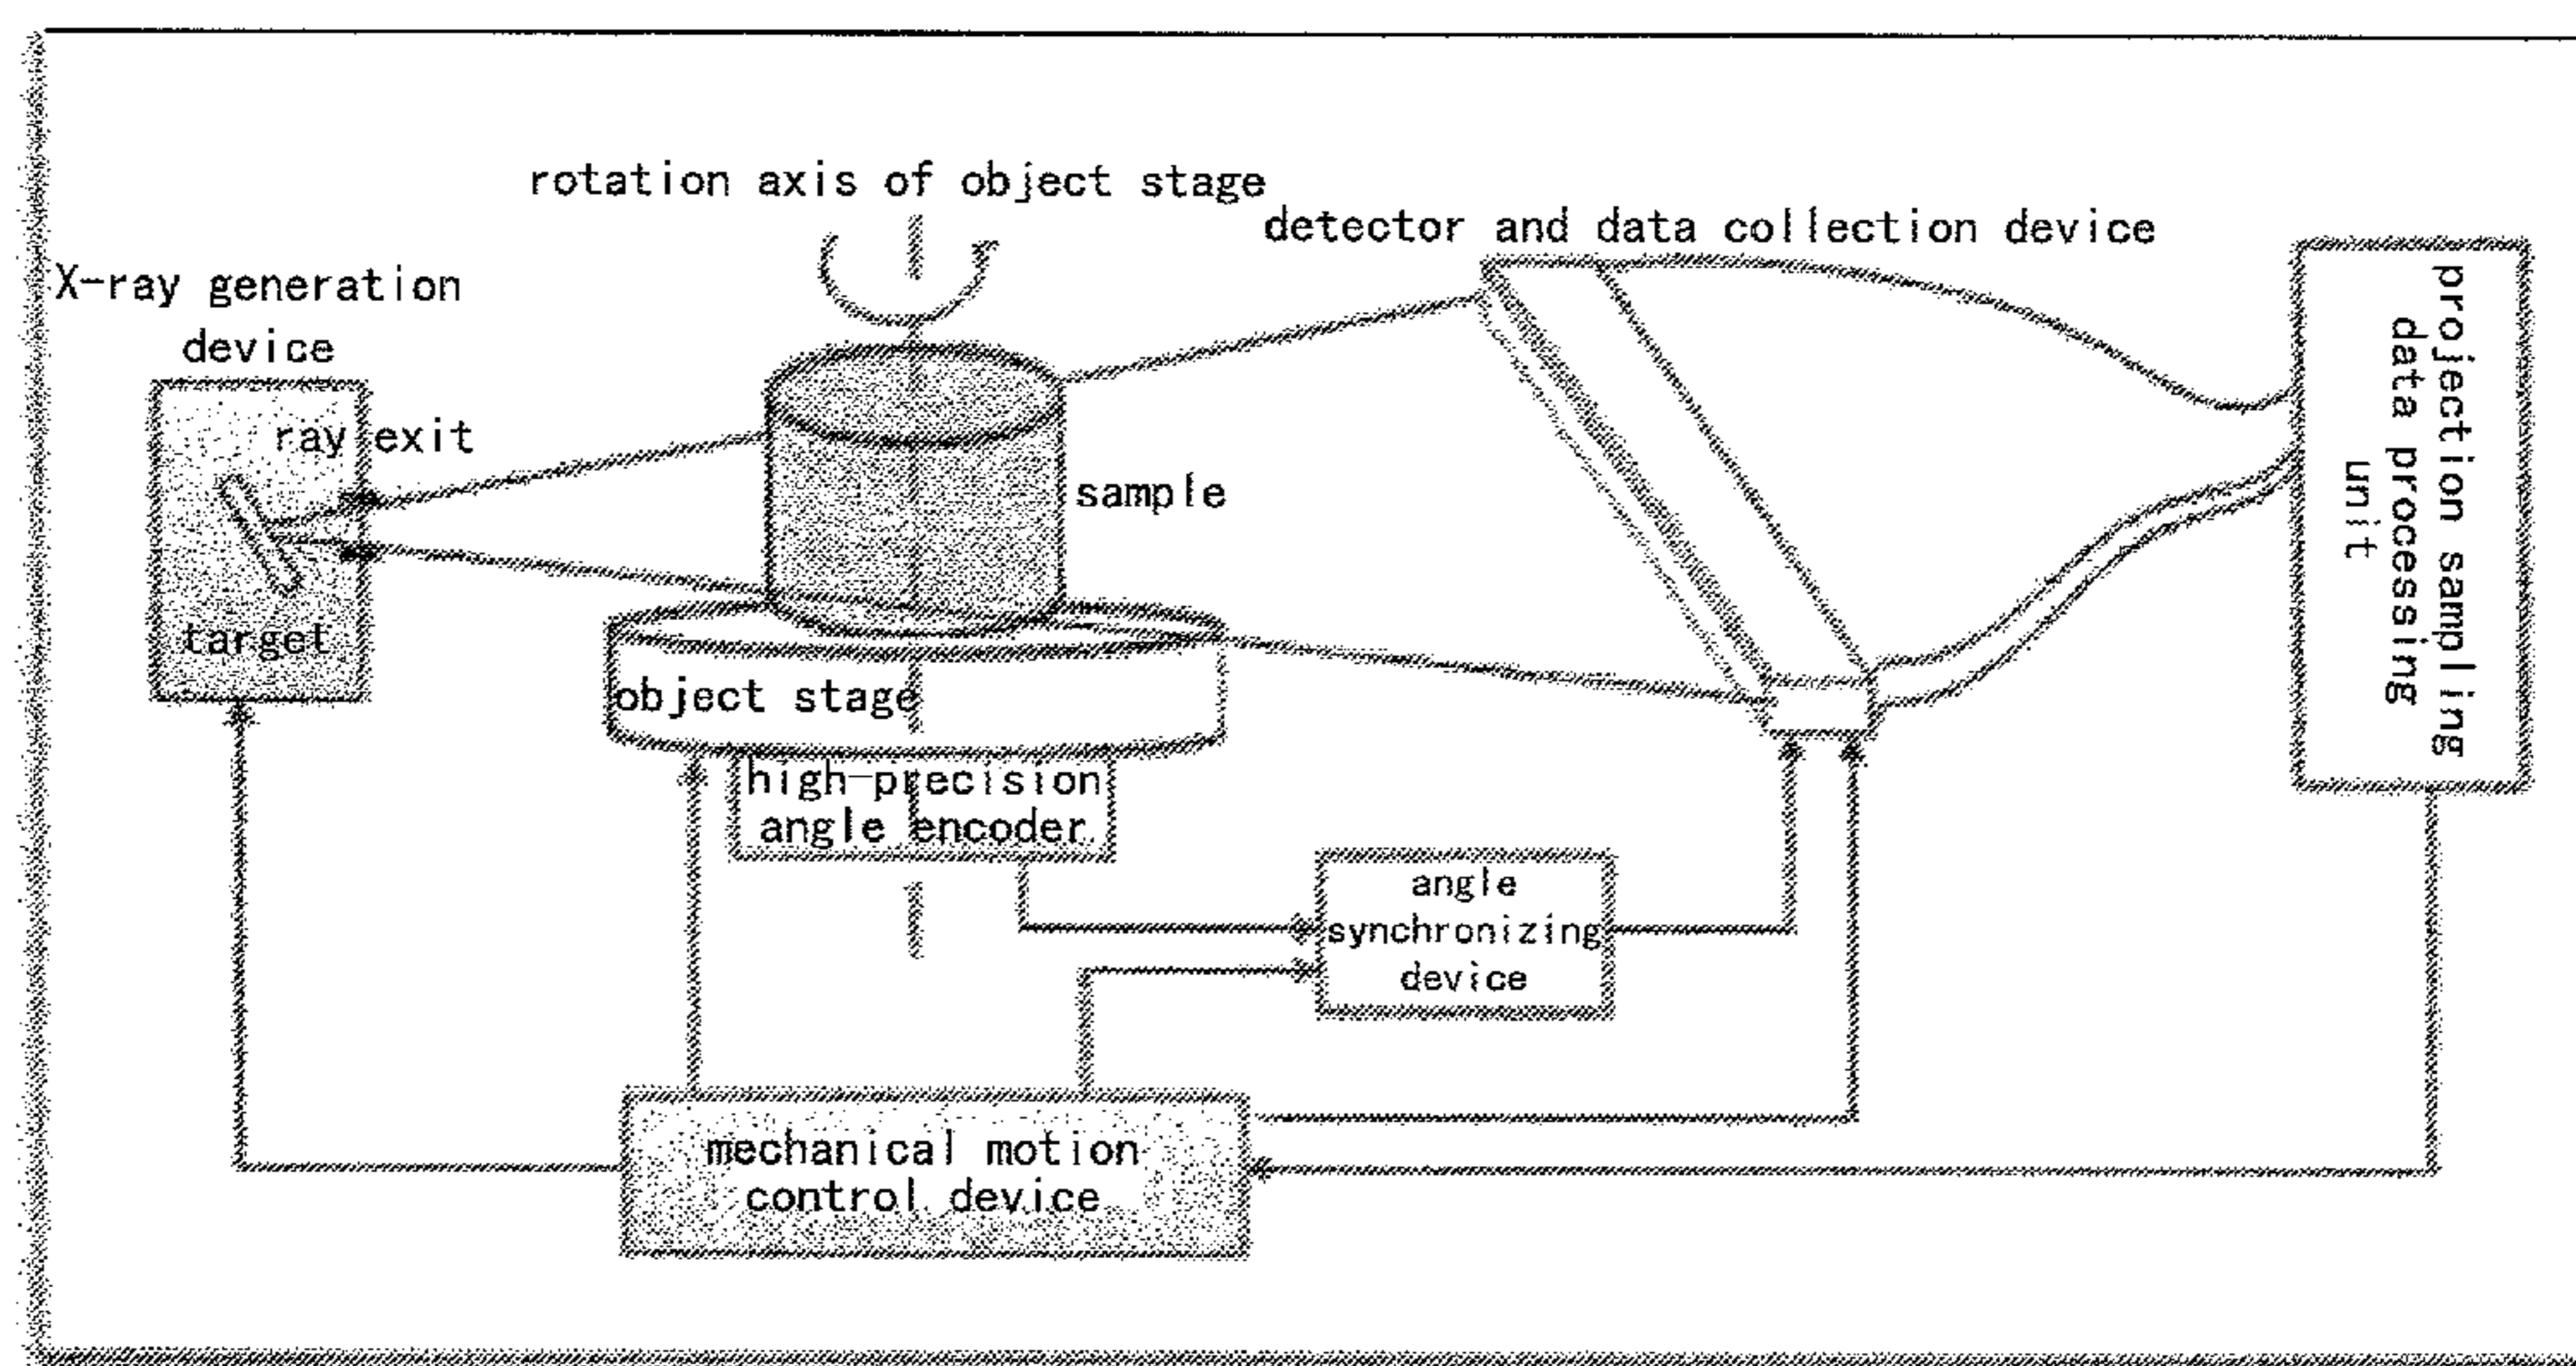 rotation axis of object stage
detector and data collection device
X-ray generation
device
ray exit
target
sample
object stage
high-precision
angle encoder
angle
synchronizing
device
mechanical motion
control device
projection sampling
data processing
unit